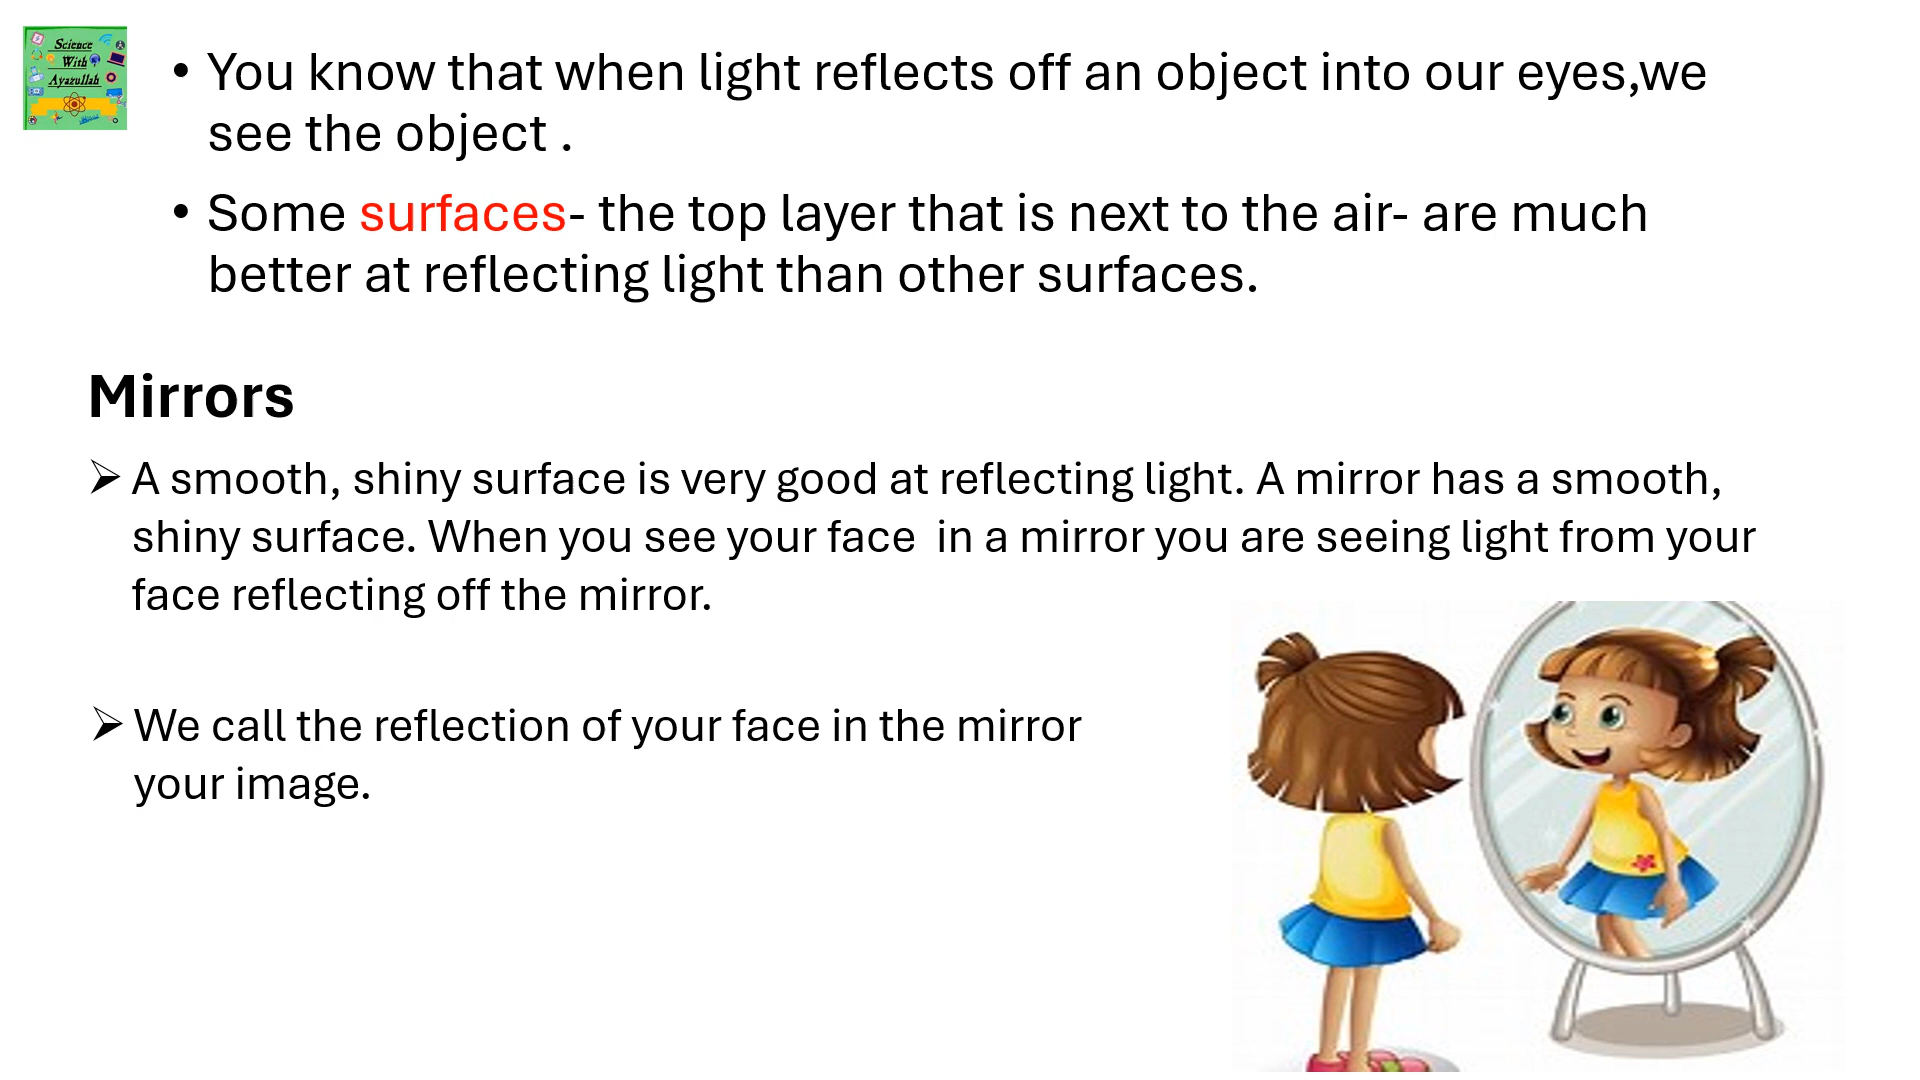 Science
With
Ayazullah
• You know that when light reflects off an object into our eyes,we
see the object .
• Some surfaces- the top layer that is next to the air- are much
better at reflecting light than other surfaces.
Mirrors
➢ A smooth, shiny surface is very good at reflecting light. A mirror has a smooth,
shiny surface. When you see your face  in a mirror you are seeing light from your
face reflecting off the mirror.
➢ We call the reflection of your face in the mirror
your image.